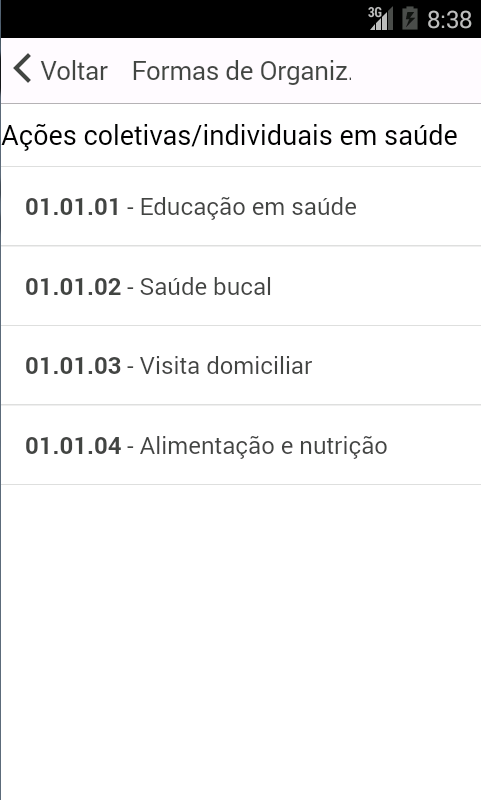 3G 8:38
Voltar Formas de Organiz.
Ações coletivas/individuais em saúde
01.01.01 - Educação em saúde
01.01.02 - Saúde bucal
01.01.03 - Visita domiciliar
01.01.04 - Alimentação e nutrição